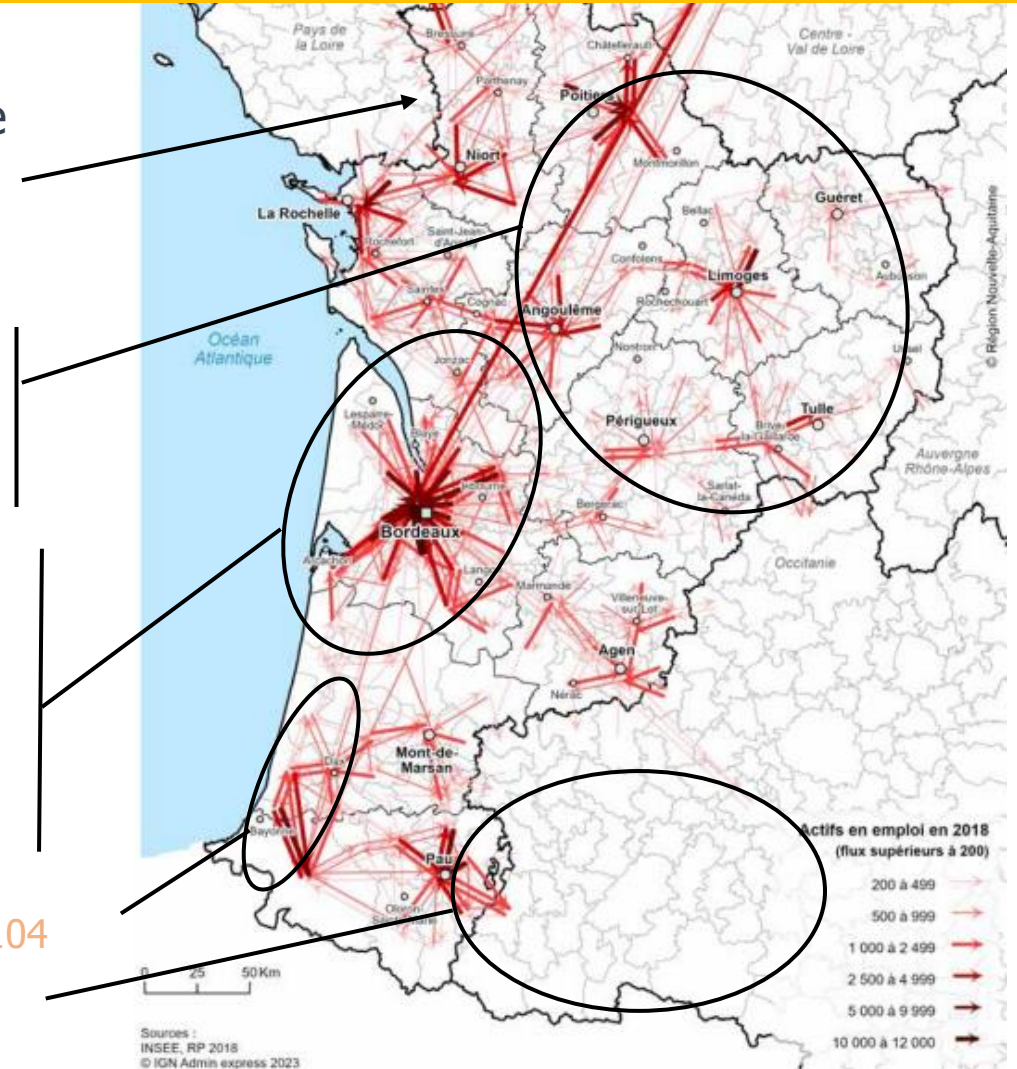 e
104
Pays de
la Loire
Centre -
Val de Loire
Bressuire
Châtellerault
Parthenay
Poitiers
Niort
Montmorillon
La Rochelle
Guéret
Bellac
Rochefort
Saint-Jean-
d'Angély
Confolens
Limoges
Aubusson
© Région Nouvelle-Aquitaine
Saintes
Cognac
Rochechouart
Angoulême
Océan
Atlantique
Jonzac
Nontron
Ussel
Lesparre-
Médoc
Blaye
Périgueux
Tulle
Brive-
la-Gaillarde
Auvergne
Rhône-Alpes
Libourne
Sarlat-
la-Canéda
Bergerac
Bordeaux
Arcachon
Langon
Marmande
Villeneuve-
sur-Lot
Occitanie
Agen
Nérac
Mont-de-
Marsan
Dax
Bayonne
Pau
Oloron-
Sainte-Marie
Actifs en emploi en 2018
(flux supérieurs à 200)
200 à 499
500 à 999
1 000 à 2 499
2 500 à 4 999
5 000 à 9 999
10 000 à 12 000
0 25 50 Km
Sources :
INSEE, RP 2018
© IGN Admin express 2023